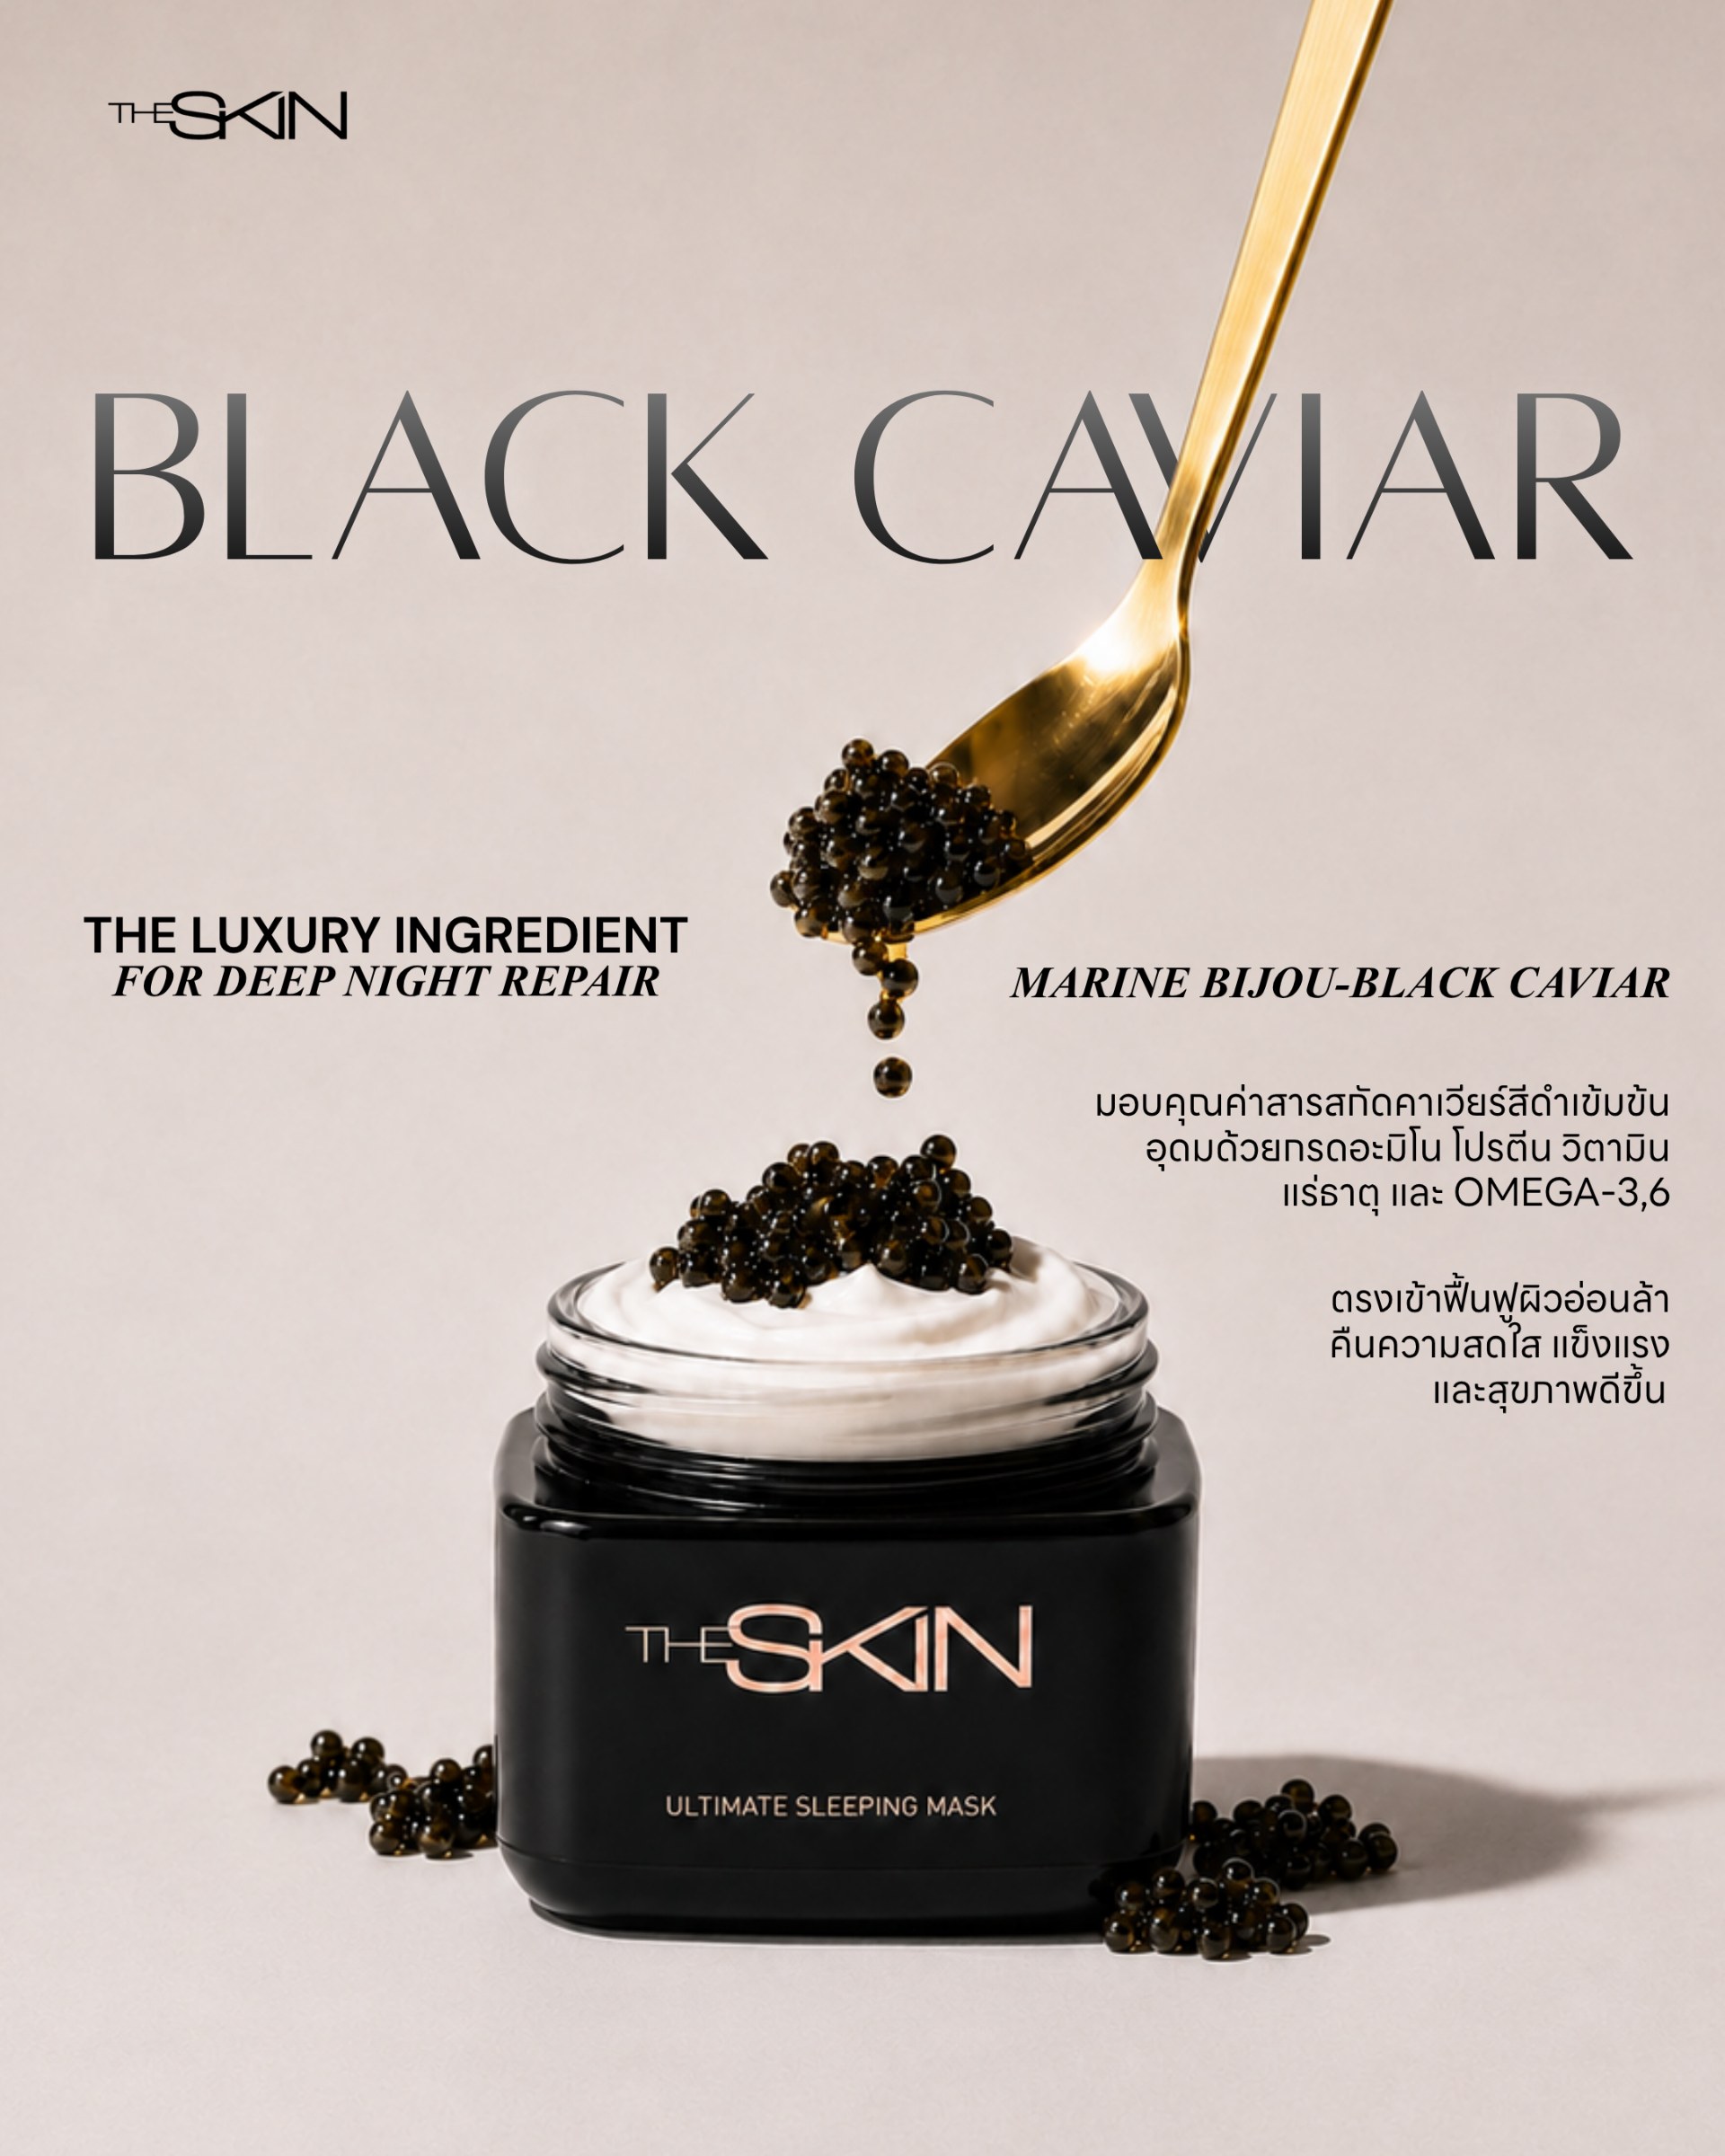 THE SKIN
BLACK CAVIAR
THE LUXURY INGREDIENT
FOR DEEP NIGHT REPAIR
MARINE BIJOU-BLACK CAVIAR
มอบคุณค่าสารสกัดคาเวียร์สีดำเข้มข้น
อุดมด้วยกรดอะมิโน โปรตีน วิตามิน
แร่ธาตุ และ OMEGA-3,6
ตรงเข้าฟื้นฟูผิวอ่อนล้า
คืนความสดใส แข็งแรง
และสุขภาพดีขึ้น
THE SKIN
ULTIMATE SLEEPING MASK